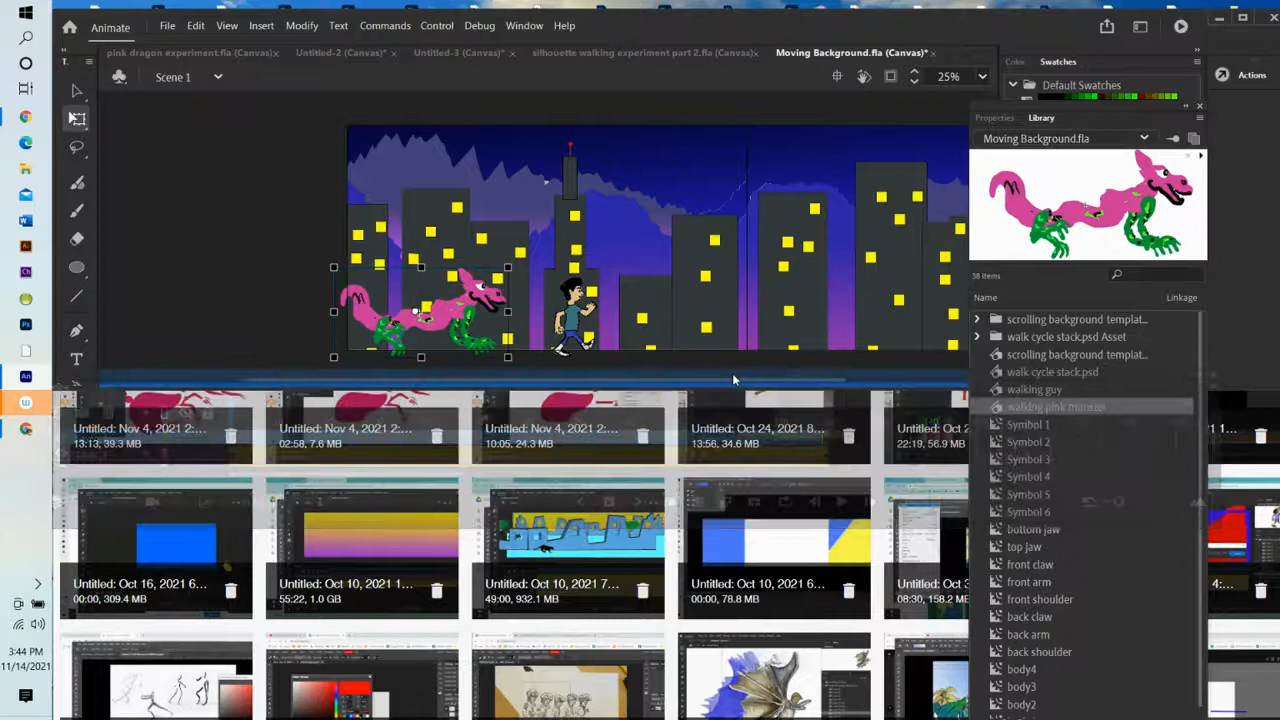 Animate File Edit View Insert Modify Text Commands Control Debug Window Help
pink dragon experiment.fla (Canvas) Untitled-2 (Canvas)* Untitled-3 (Canvas)* silhouette walking experiment part 2.fla (Canvas) Moving Background.fla (Canvas)*
Scene 1 25%
Color Swatches
Default Swatches
Actions
Properties Library
Moving Background.fla
38 items
Name Linkage
scrolling background templat...
walk cycle stack.psd Asset
scrolling background templat...
walk cycle stack.psd
walking guy
walking pink monster
Symbol 1
Symbol 2
Symbol 3
Symbol 4
Symbol 5
Symbol 6
bottom jaw
top jaw
front claw
front arm
front shoulder
back claw
back arm
back shoulder
body4
body3
body2
Untitled: Nov 4, 2021 2:...
13:13, 39.3 MB
Untitled: Nov 4, 2021 2:...
02:58, 7.6 MB
Untitled: Nov 4, 2021 2:...
10:05, 24.3 MB
Untitled: Oct 24, 2021 8...
13:56, 34.6 MB
Untitled: Oct 2
22:19, 56.9 M
Untitled: Oct 16, 2021 6...
00:00, 309.4 MB
Untitled: Oct 10, 2021 1...
55:22, 1.0 GB
Untitled: Oct 10, 2021 7...
49:00, 932.1 MB
Untitled: Oct 10, 2021 6...
00:00, 78.8 MB
Untitled: Oct 3
08:30, 158.2 M
4:...
3:44 PM
11/14/2021